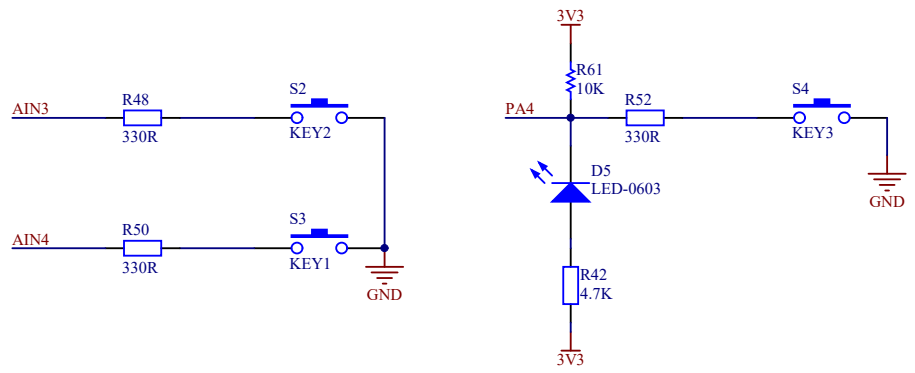 3V3
R61
10K
S2
S4
AIN3
R48
PA4
R52
330R
KEY2
330R
KEY3
D5
LED-0603
GND
AIN4
R50
S3
330R
KEY1
R42
4.7K
GND
3V3